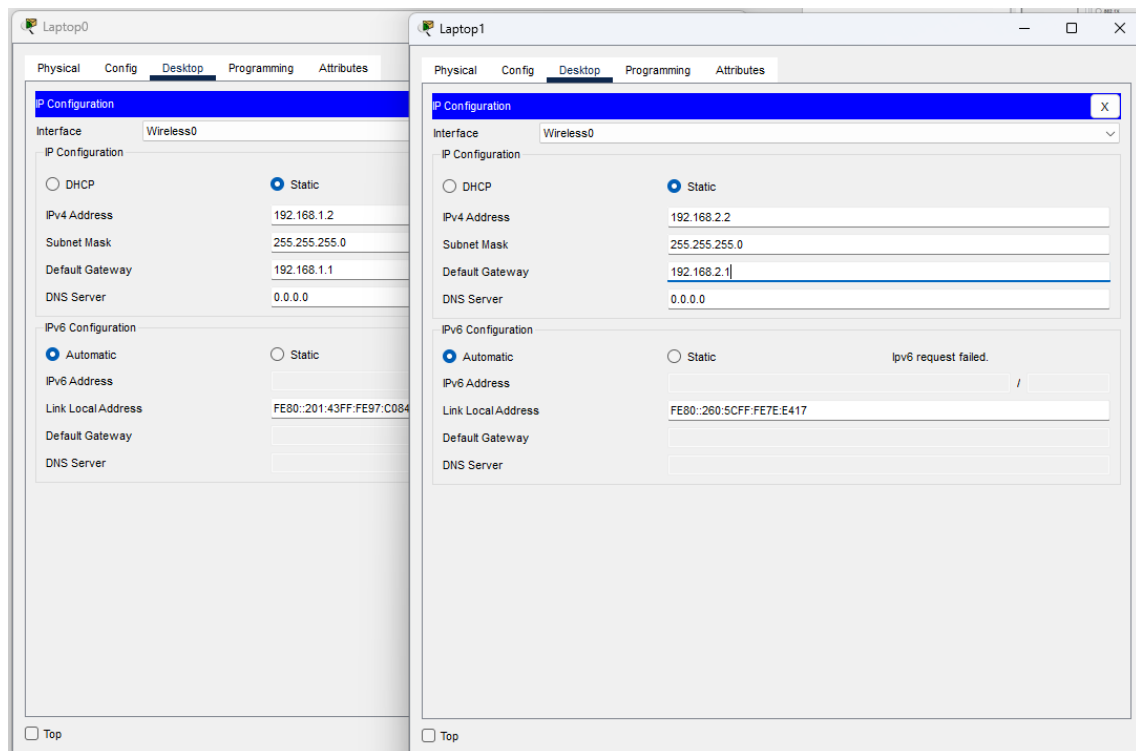 Laptop0
Physical Config Desktop Programming Attributes
IP Configuration
Interface Wireless0
IP Configuration
DHCP Static
IPv4 Address 192.168.1.2
Subnet Mask 255.255.255.0
Default Gateway 192.168.1.1
DNS Server 0.0.0.0
IPv6 Configuration
Automatic Static
IPv6 Address
Link Local Address FE80::201:43FF:FE97:C084
Default Gateway
DNS Server
Top
Laptop1
Physical Config Desktop Programming Attributes
IP Configuration X
Interface Wireless0
IP Configuration
DHCP Static
IPv4 Address 192.168.2.2
Subnet Mask 255.255.255.0
Default Gateway 192.168.2.1
DNS Server 0.0.0.0
IPv6 Configuration
Automatic Static Ipv6 request failed.
IPv6 Address /
Link Local Address FE80::260:5CFF:FE7E:E417
Default Gateway
DNS Server
Top